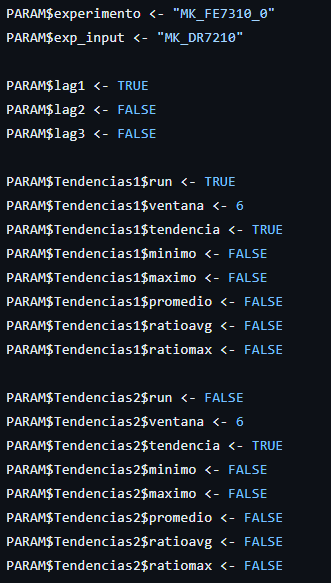 PARAM$experimento <- "MK_FE7310_0"
PARAM$exp_input <- "MK_DR7210"
PARAM$lag1 <- TRUE
PARAM$lag2 <- FALSE
PARAM$lag3 <- FALSE
PARAM$Tendencias1$run <- TRUE
PARAM$Tendencias1$ventana <- 6
PARAM$Tendencias1$tendencia <- TRUE
PARAM$Tendencias1$minimo <- FALSE
PARAM$Tendencias1$maximo <- FALSE
PARAM$Tendencias1$promedio <- FALSE
PARAM$Tendencias1$ratioavg <- FALSE
PARAM$Tendencias1$ratiomax <- FALSE
PARAM$Tendencias2$run <- FALSE
PARAM$Tendencias2$ventana <- 6
PARAM$Tendencias2$tendencia <- TRUE
PARAM$Tendencias2$minimo <- FALSE
PARAM$Tendencias2$maximo <- FALSE
PARAM$Tendencias2$promedio <- FALSE
PARAM$Tendencias2$ratioavg <- FALSE
PARAM$Tendencias2$ratiomax <- FALSE